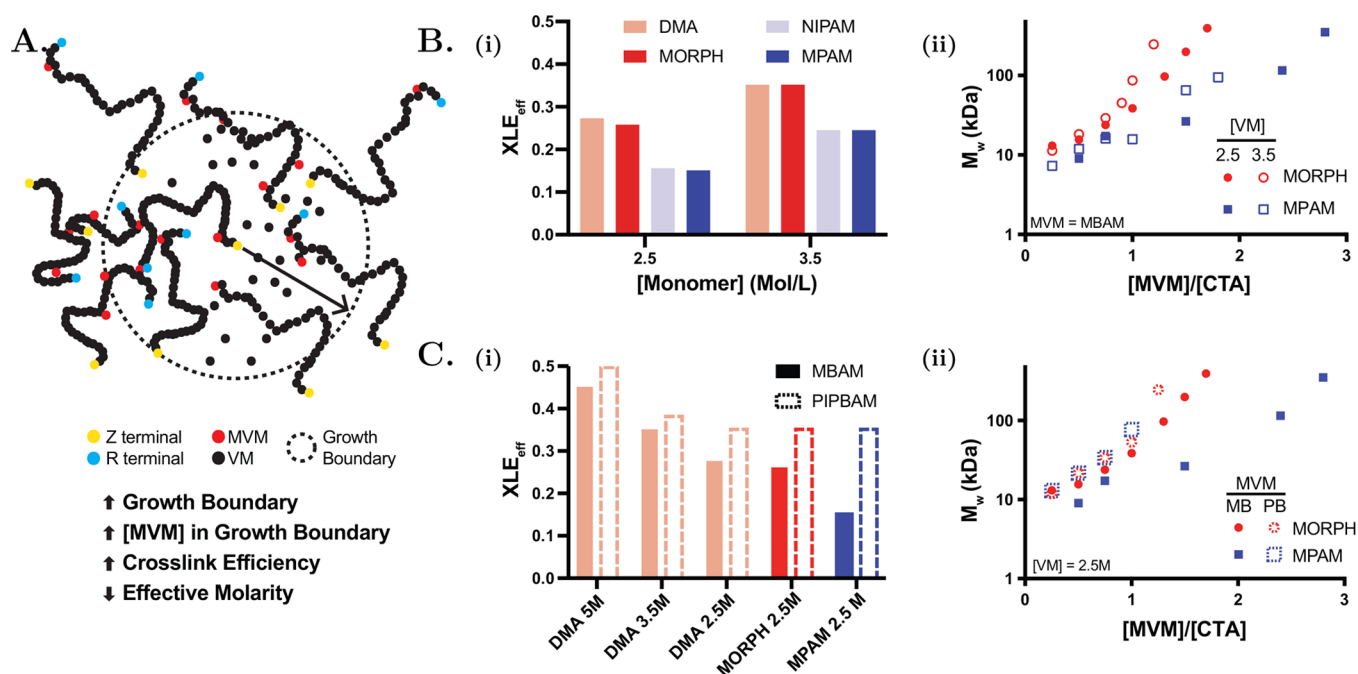 A.
Z terminal
R terminal
MVM
VM
Growth
Boundary
Growth Boundary
[MVM] in Growth Boundary
Crosslink Efficiency
Effective Molarity
B.
(i)
XLEeff
0.5
0.4
0.3
0.2
0.1
0.0
DMA
MORPH
NIPAM
MPAM
2.5
3.5
[Monomer] (Mol/L)
(ii)
Mw (kDa)
100
10
1
[VM]
2.5 3.5
MORPH
MPAM
MVM = MBAM
0
1
2
3
[MVM]/[CTA]
C.
(i)
XLEeff
0.5
0.4
0.3
0.2
0.1
0.0
MBAM
PIPBAM
DMA 5M
DMA 3.5M
DMA 2.5M
MORPH 2.5M
MPAM 2.5 M
(ii)
Mw (kDa)
100
10
1
MVM
MB PB
MORPH
MPAM
[VM] = 2.5M
0
1
2
3
[MVM]/[CTA]